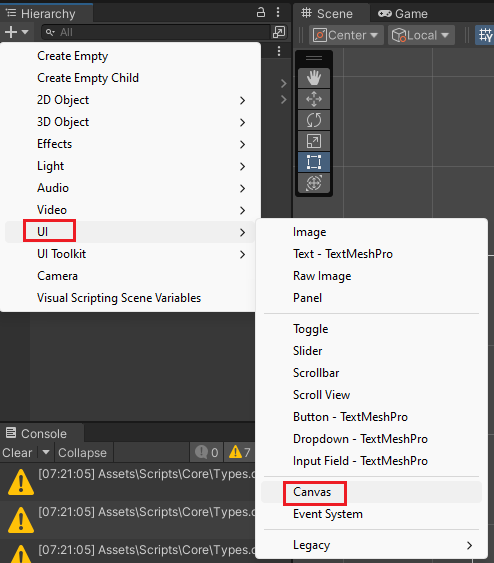 Hierarchy
Scene
Game
All
Center
Local
Create Empty
Create Empty Child
2D Object
3D Object
Effects
Light
Audio
Video
UI
UI Toolkit
Camera
Visual Scripting Scene Variables
Image
Text - TextMeshPro
Raw Image
Panel
Toggle
Slider
Scrollbar
Scroll View
Button - TextMeshPro
Dropdown - TextMeshPro
Input Field - TextMeshPro
Canvas
Event System
Legacy
Console
Clear Collapse 0 7
[07:21:05] Assets\Scripts\Core\Types.c
[07:21:05] Assets\Scripts\Core\Types.c
[07:21:05] Assets\Scripts\Core\Types.c